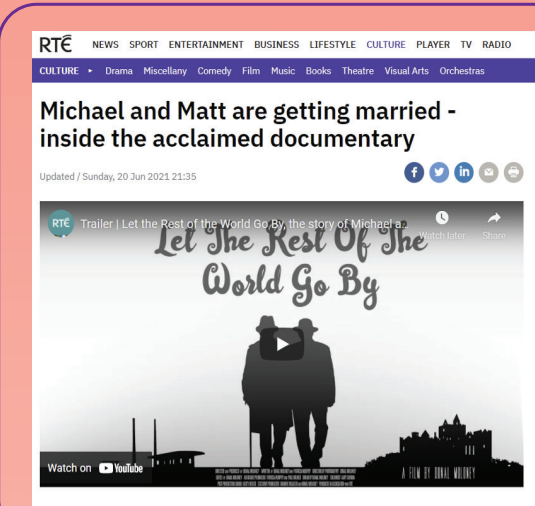 RTÉ NEWS SPORT ENTERTAINMENT BUSINESS LIFESTYLE CULTURE PLAYER TV RADIO
CULTURE ▸ Drama Miscellany Comedy Film Music Books Theatre Visual Arts Orchestras
Michael and Matt are getting married -
inside the acclaimed documentary
Updated / Sunday, 20 Jun 2021 21:35
f in
RTÉ Trailer | Let the Rest of the World Go By, the story of Michael a...
Watch later Share
Let The Rest Of The
World Go By
Watch on YouTube
A FILM BY DONAL MOLONEY